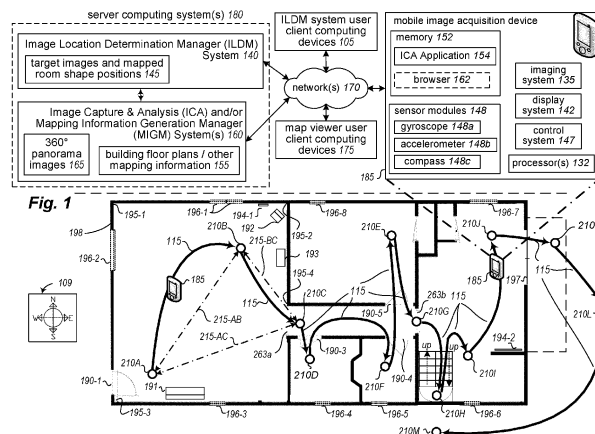 server computing system(s) 180
Image Location Determination Manager (ILDM)
System 140
target images and mapped
room shape positions 145
Image Capture & Analysis (ICA) and/or
Mapping Information Generation Manager
(MIGM) System(s) 160
360°
panorama
images
165
building floor plans / other
mapping information 155
ILDM system user
client computing
devices 105
network(s) 170
map viewer user
client computing
devices 175
mobile image acquisition device
memory 152
ICA Application 154
browser 162
sensor modules 148
gyroscope 148a
accelerometer 148b
compass 148c
imaging
system 135
display
system 142
control
system 147
processor(s) 132
185
Fig. 1
198
195-1
196-1
194-1
192
195-2
196-8
196-7
210J
210
210B
215-BC
193
210E
115
196-2
185
115
195-4
185
197
115
210L
109
N
W
E
S
215-AB
115
210C
115
190-5
263b
210G
115
215-AC
263a
190-3
up
up
194-2
210A
190-1
191
210D
190-4
210F
210I
195-3
196-3
196-4
196-5
210H
196-6
210M